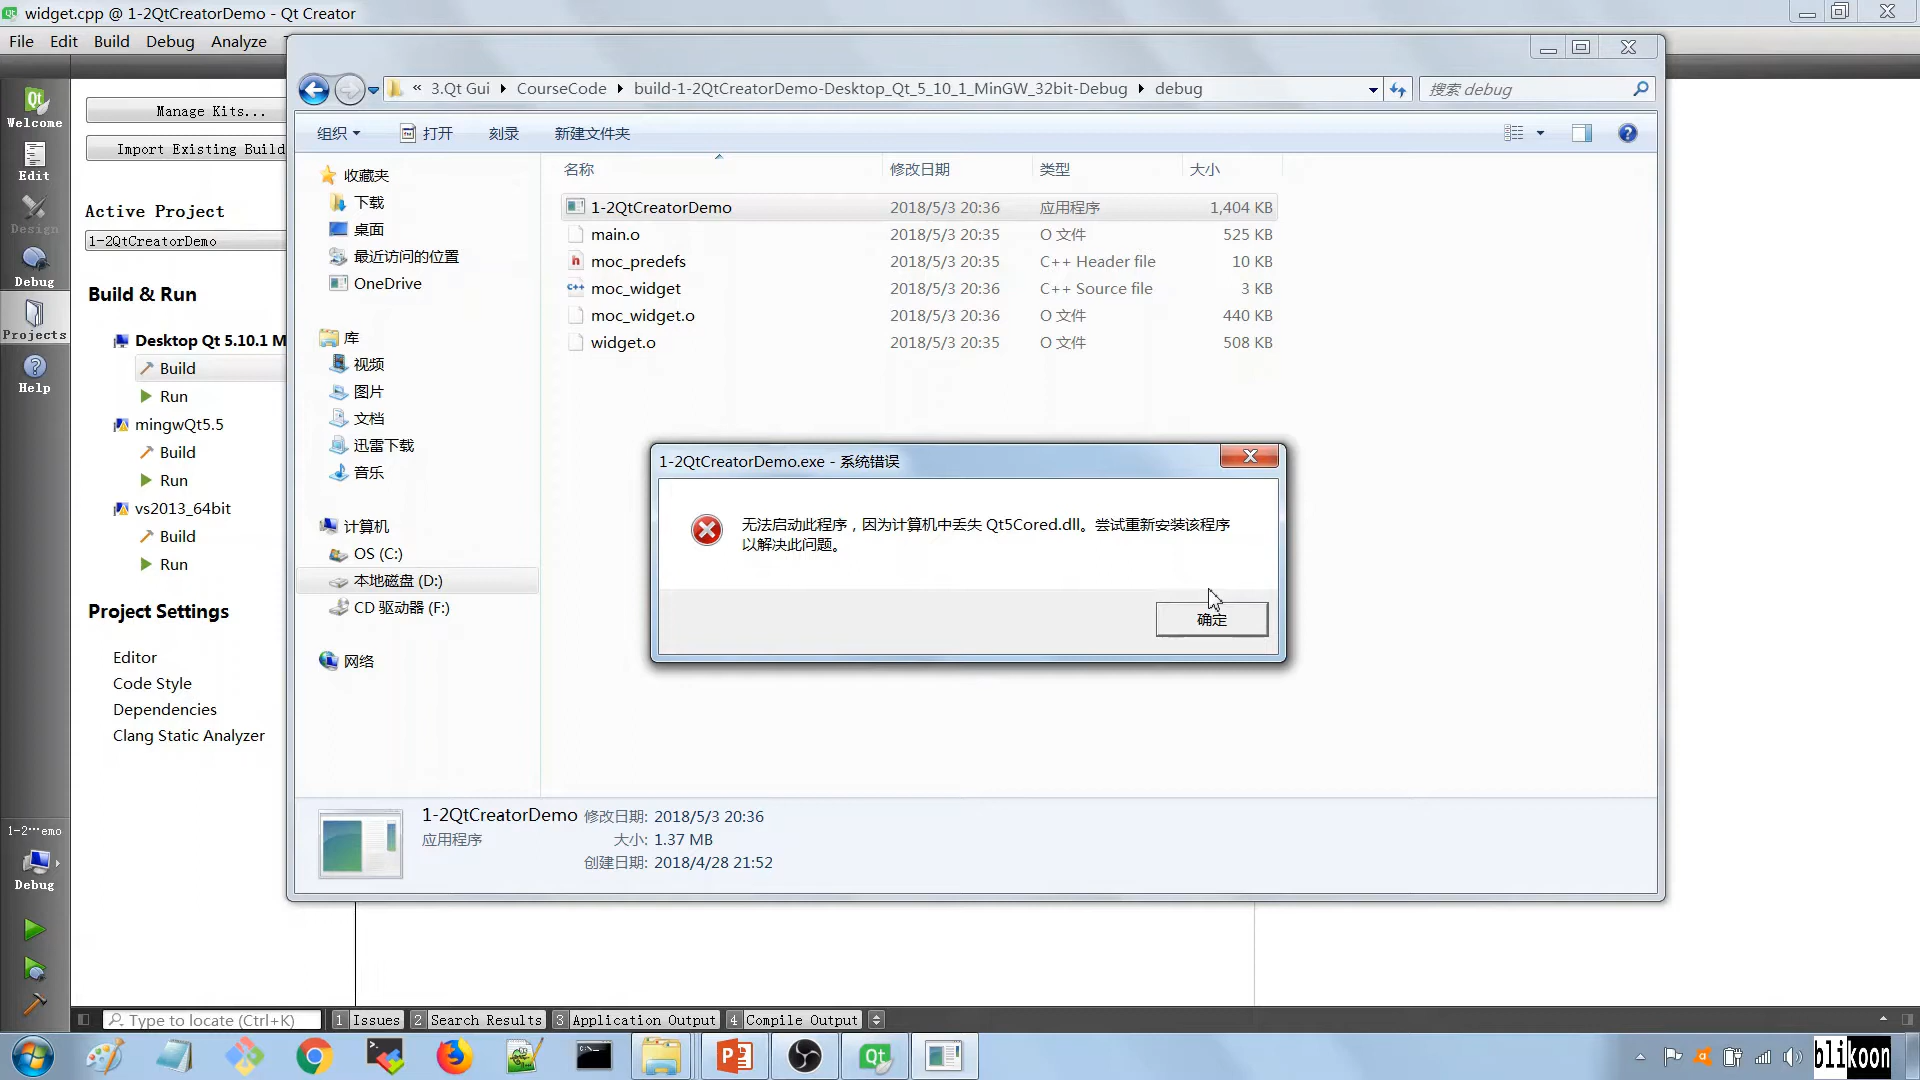 widget.cpp @ 1-2QtCreatorDemo - Qt Creator
File Edit Build Debug Analyze
« 3.Qt Gui CourseCode build-1-2QtCreatorDemo-Desktop_Qt_5_10_1_MinGW_32bit-Debug debug
搜索 debug
组织 打开 刻录 新建文件夹
Welcome
Edit
Design
Debug
Projects
Help
Manage Kits...
Import Existing Build
Active Project
1-2QtCreatorDemo
Build & Run
Desktop Qt 5.10.1 M
Build
Run
mingwQt5.5
Build
Run
vs2013_64bit
Build
Run
Project Settings
Editor
Code Style
Dependencies
Clang Static Analyzer
收藏夹
下载
桌面
最近访问的位置
OneDrive
库
视频
图片
文档
迅雷下载
音乐
计算机
OS (C:)
本地磁盘 (D:)
CD 驱动器 (F:)
网络
名称 修改日期 类型 大小
1-2QtCreatorDemo 2018/5/3 20:36 应用程序 1,404 KB
main.o 2018/5/3 20:35 O 文件 525 KB
moc_predefs 2018/5/3 20:35 C++ Header file 10 KB
moc_widget 2018/5/3 20:36 C++ Source file 3 KB
moc_widget.o 2018/5/3 20:36 O 文件 440 KB
widget.o 2018/5/3 20:35 O 文件 508 KB
1-2QtCreatorDemo.exe - 系统错误
无法启动此程序，因为计算机中丢失 Qt5Cored.dll。尝试重新安装该程序
以解决此问题。
确定
1-2QtCreatorDemo 修改日期: 2018/5/3 20:36
应用程序 大小: 1.37 MB
创建日期: 2018/4/28 21:52
1-2···emo
Debug
Type to locate (Ctrl+K) 1 Issues 2 Search Results 3 Application Output 4 Compile Output
blikoon